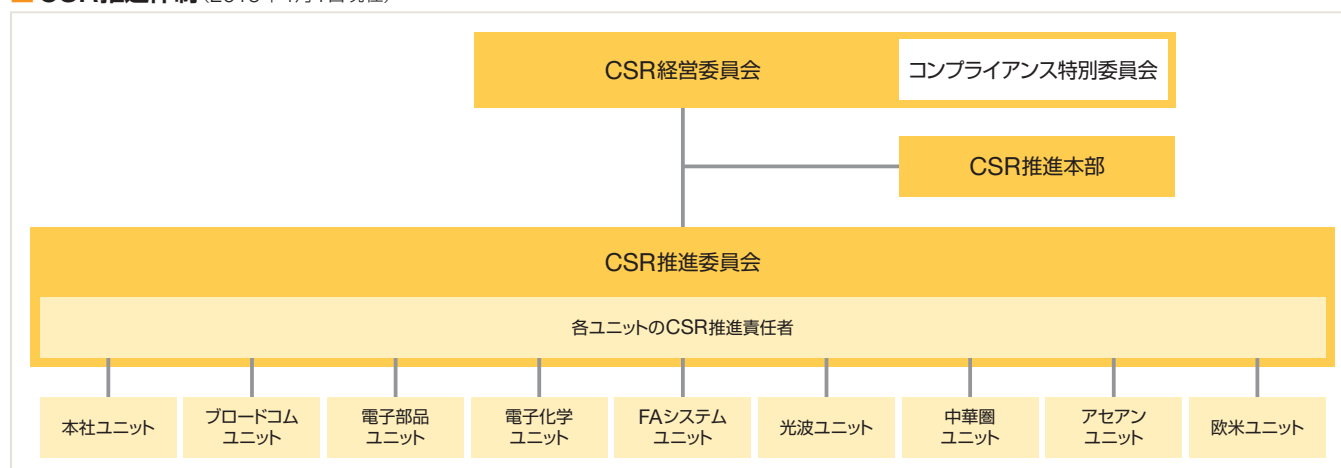 CSR経営委員会
コンプライアンス特別委員会
CSR推進本部
CSR推進委員会
各ユニットのCSR推進責任者
本社ユニット
ブロードコム
ユニット
電子部品
ユニット
電子化学
ユニット
FAシステム
ユニット
光波ユニット
中華圏
ユニット
アセアン
ユニット
欧米ユニット